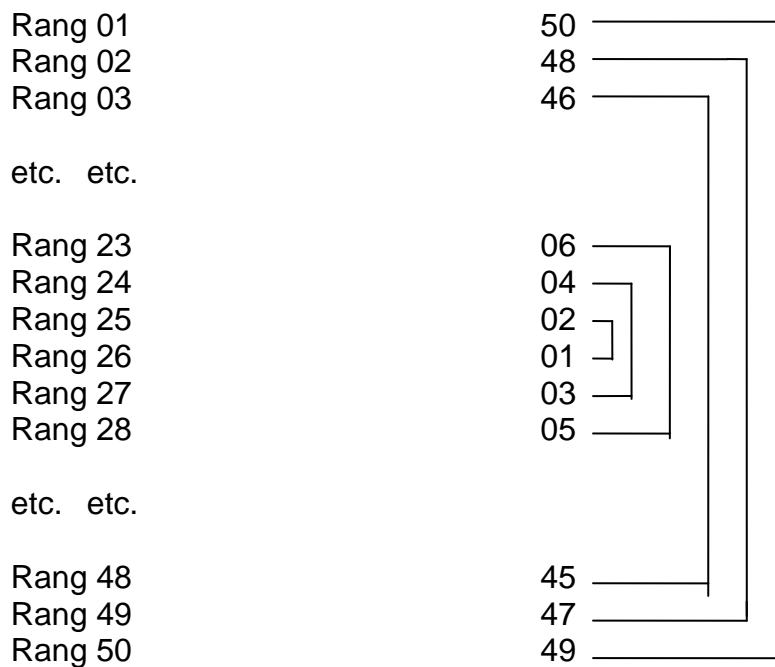 Rang 01 50
Rang 02 48
Rang 03 46
etc. etc.
Rang 23 06
Rang 24 04
Rang 25 02
Rang 26 01
Rang 27 03
Rang 28 05
etc. etc.
Rang 48 45
Rang 49 47
Rang 50 49